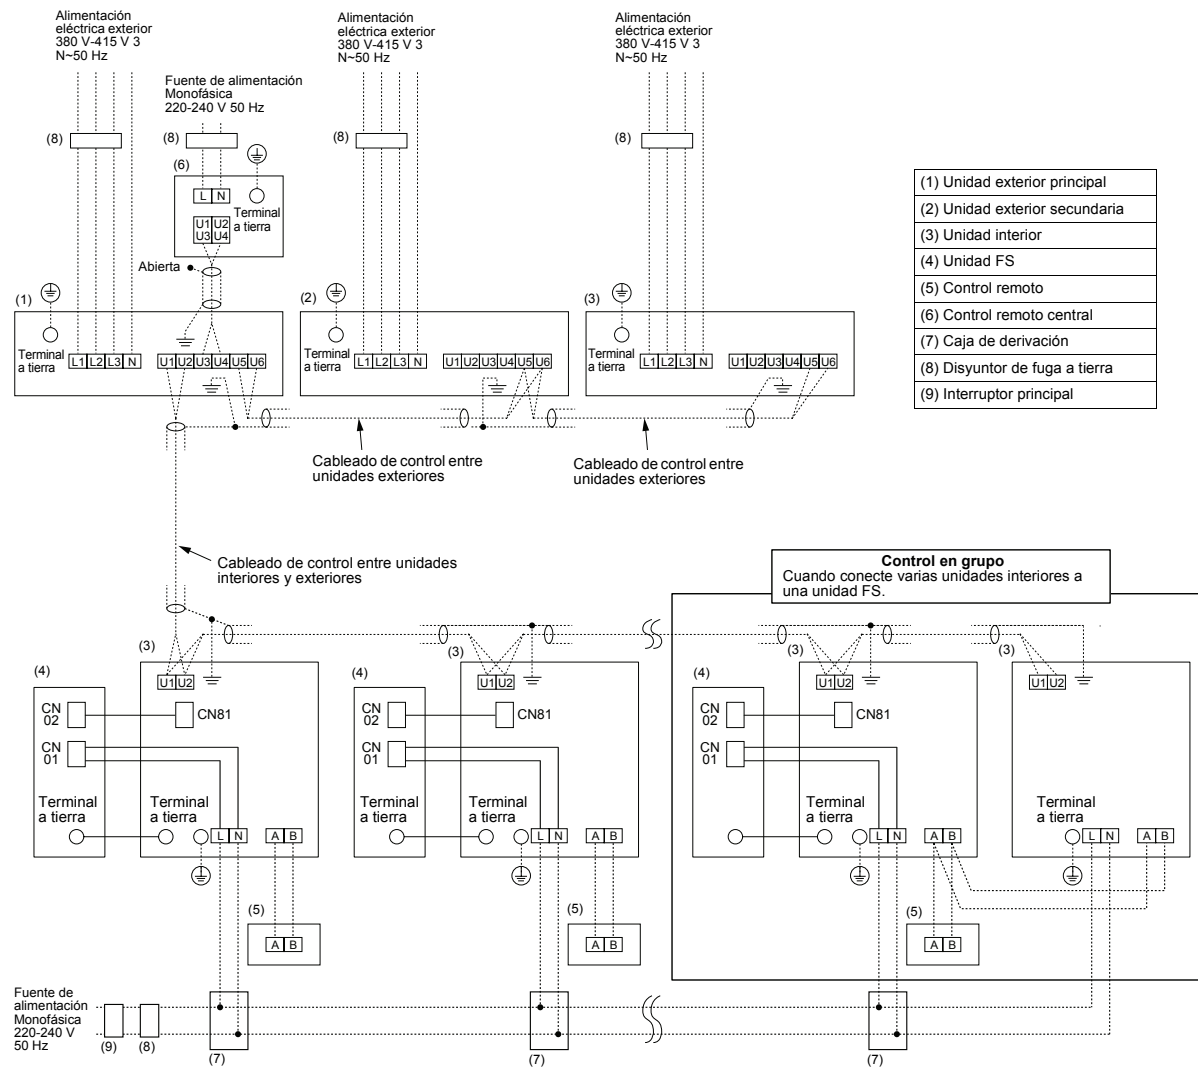 Alimentación
eléctrica exterior
380 V-415 V 3
N~50 Hz
Alimentación
eléctrica exterior
380 V-415 V 3
N~50 Hz
Alimentación
eléctrica exterior
380 V-415 V 3
N~50 Hz
Fuente de alimentación
Monofásica
220-240 V 50 Hz
(8)
(8)
(8)
(8)
(6)
L N
Terminal
a tierra
U1 U2
U3 U4
Abierta
(1) Unidad exterior principal
(2) Unidad exterior secundaria
(3) Unidad interior
(4) Unidad FS
(5) Control remoto
(6) Control remoto central
(7) Caja de derivación
(8) Disyuntor de fuga a tierra
(9) Interruptor principal
(1)
Terminal
a tierra
L1 L2 L3 N
U1 U2 U3 U4 U5 U6
(2)
Terminal
a tierra
L1 L2 L3 N
U1 U2 U3 U4 U5 U6
(3)
Terminal
a tierra
L1 L2 L3 N
U1 U2 U3 U4 U5 U6
Cableado de control entre
unidades exteriores
Cableado de control entre
unidades exteriores
Cableado de control entre unidades
interiores y exteriores
Control en grupo
Cuando conecte varias unidades interiores a
una unidad FS.
(4)
CN
02
CN
01
Terminal
a tierra
(3)
U1 U2
CN81
Terminal
a tierra
L N
A B
(5)
A B
(4)
CN
02
CN
01
Terminal
a tierra
(3)
U1 U2
CN81
Terminal
a tierra
L N
A B
(5)
A B
(4)
CN
02
CN
01
(3)
U1 U2
CN81
Terminal
a tierra
L N
A B
(5)
A B
(3)
U1 U2
Terminal
a tierra
L N
A B
Fuente de
alimentación
Monofásica
220-240 V
50 Hz
(9)
(8)
(7)
(7)
(7)